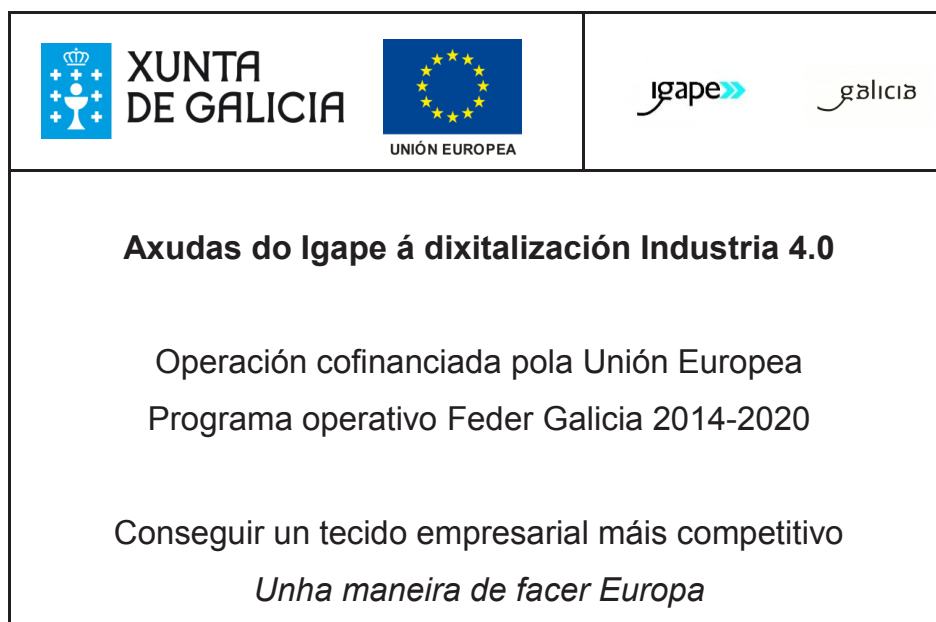 XUNTA
DE GALICIA
UNIÓN EUROPEA
igape
galicia
Axudas do Igape á dixitalización Industria 4.0
Operación cofinanciada pola Unión Europea
Programa operativo Feder Galicia 2014-2020
Conseguir un tecido empresarial máis competitivo
Unha maneira de facer Europa